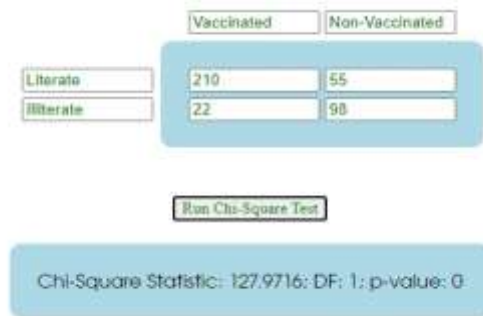 Vaccinated Non-Vaccinated
Literate 210 55
Illiterate 22 98
Run Chi-Square Test
Chi-Square Statistic: 127.9716; DF: 1; p-value: 0